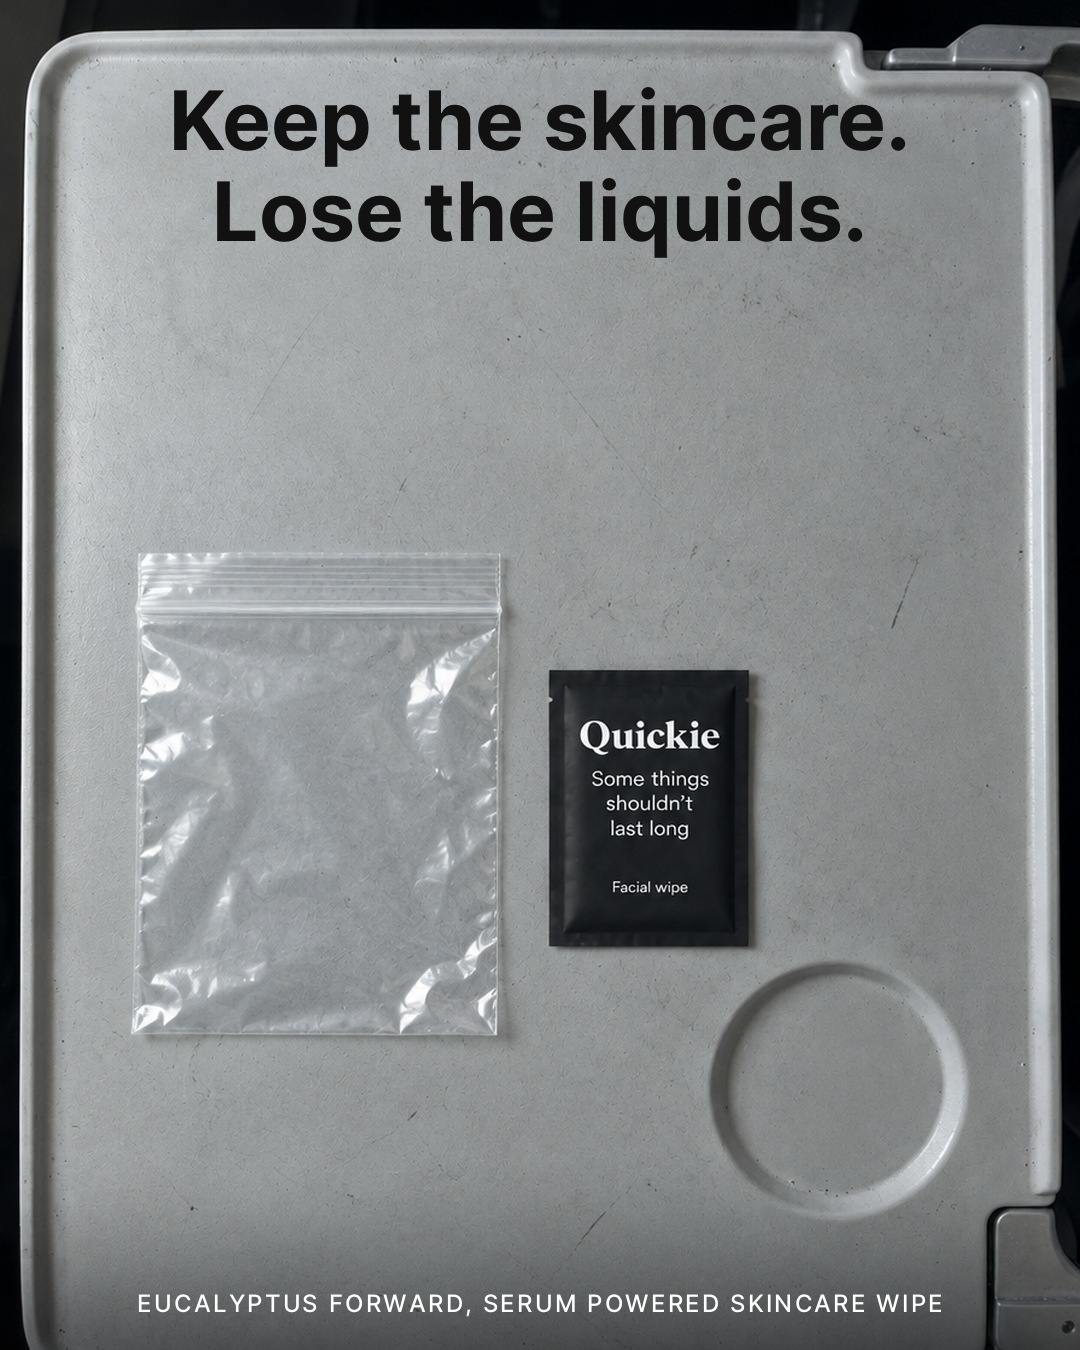 Keep the skincare.
Lose the liquids.
Quickie
Some things
shouldn't
last long
Facial wipe
EUCALYPTUS FORWARD, SERUM POWERED SKINCARE WIPE